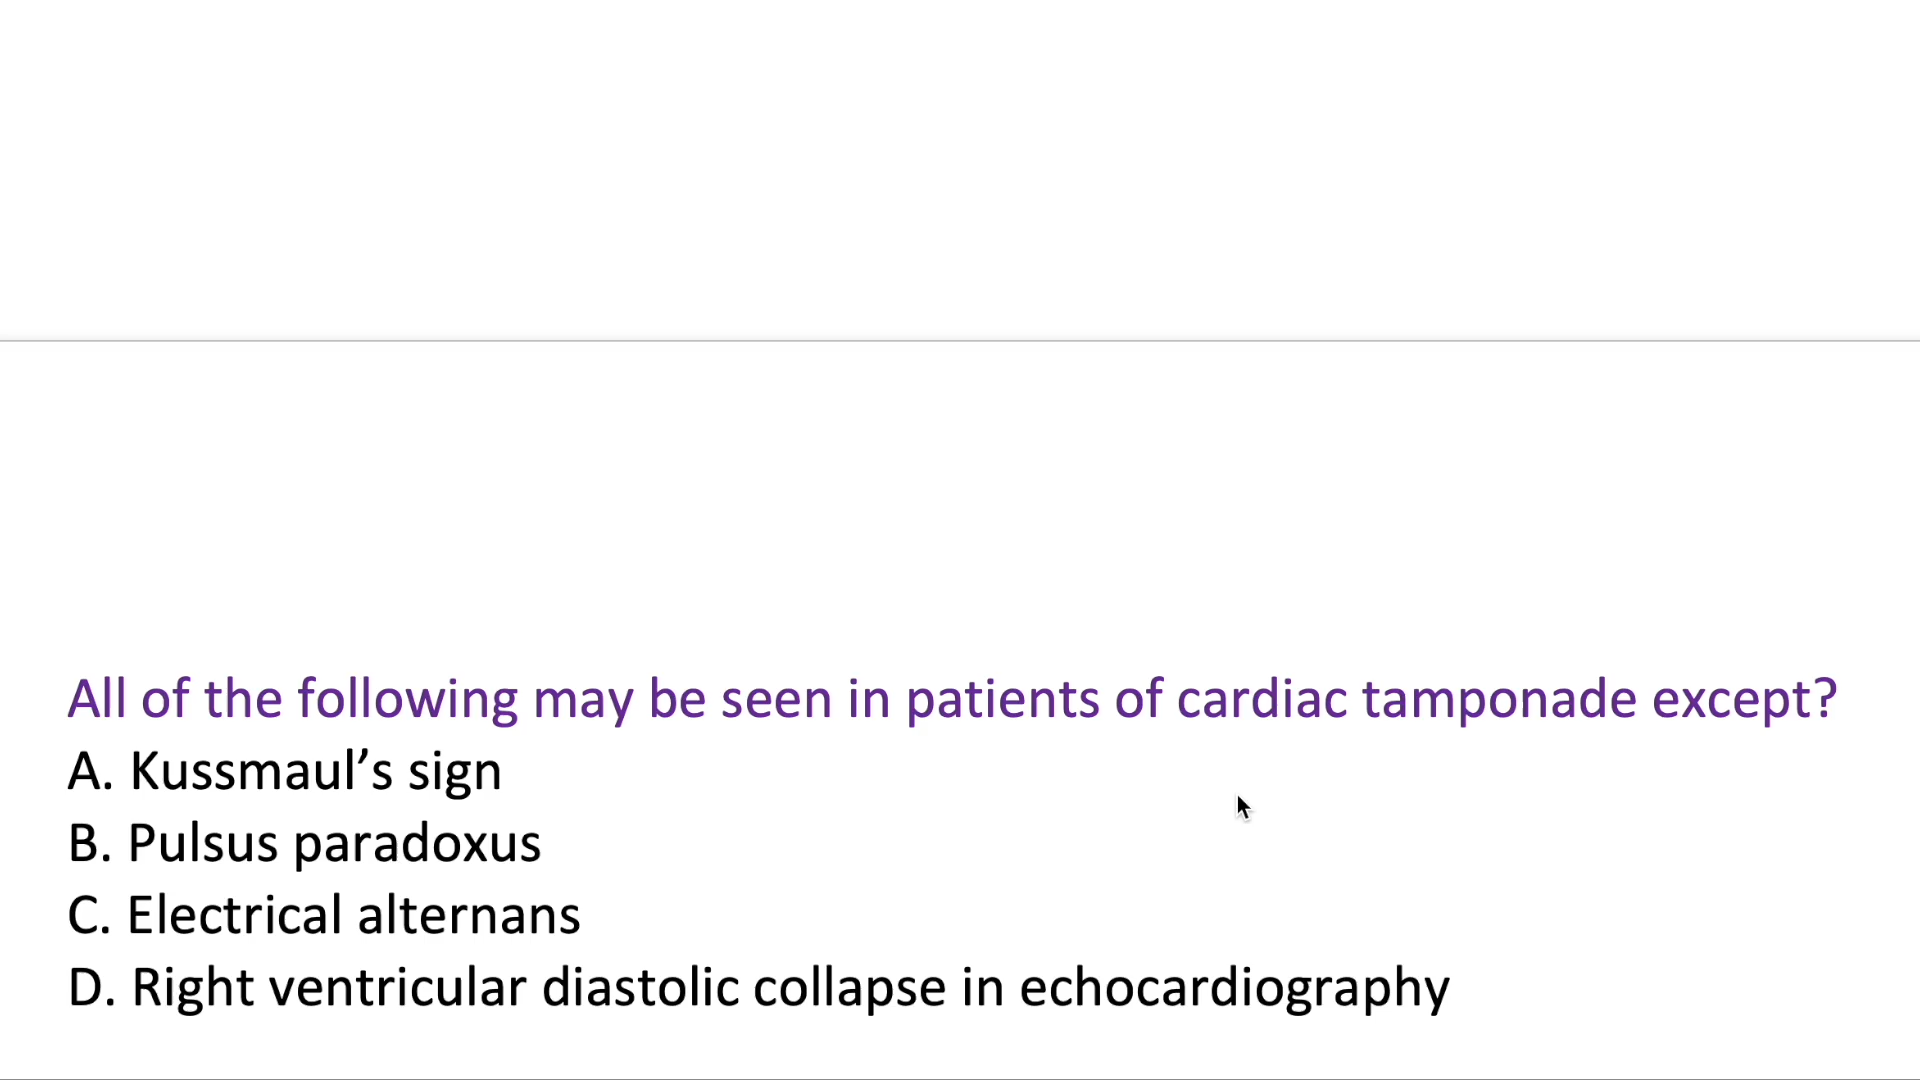 All of the following may be seen in patients of cardiac tamponade except?
A. Kussmaul’s sign
B. Pulsus paradoxus
C. Electrical alternans
D. Right ventricular diastolic collapse in echocardiography